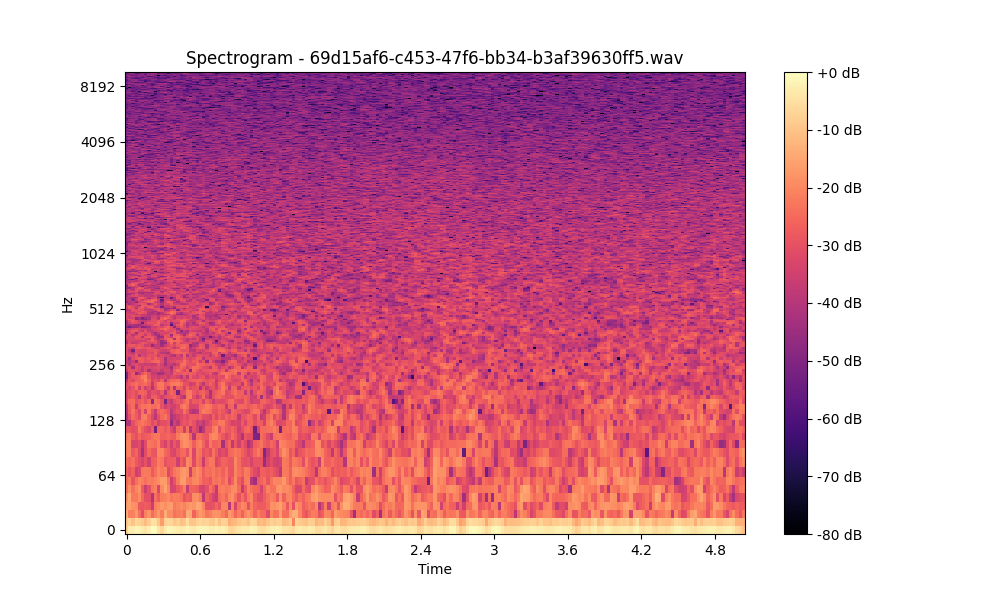 Spectrogram - 69d15af6-c453-47f6-bb34-b3af39630ff5.wav
Hz
8192
4096
2048
1024
512
256
128
64
0
0 0.6 1.2 1.8 2.4 3 3.6 4.2 4.8
Time
+0 dB
-10 dB
-20 dB
-30 dB
-40 dB
-50 dB
-60 dB
-70 dB
-80 dB